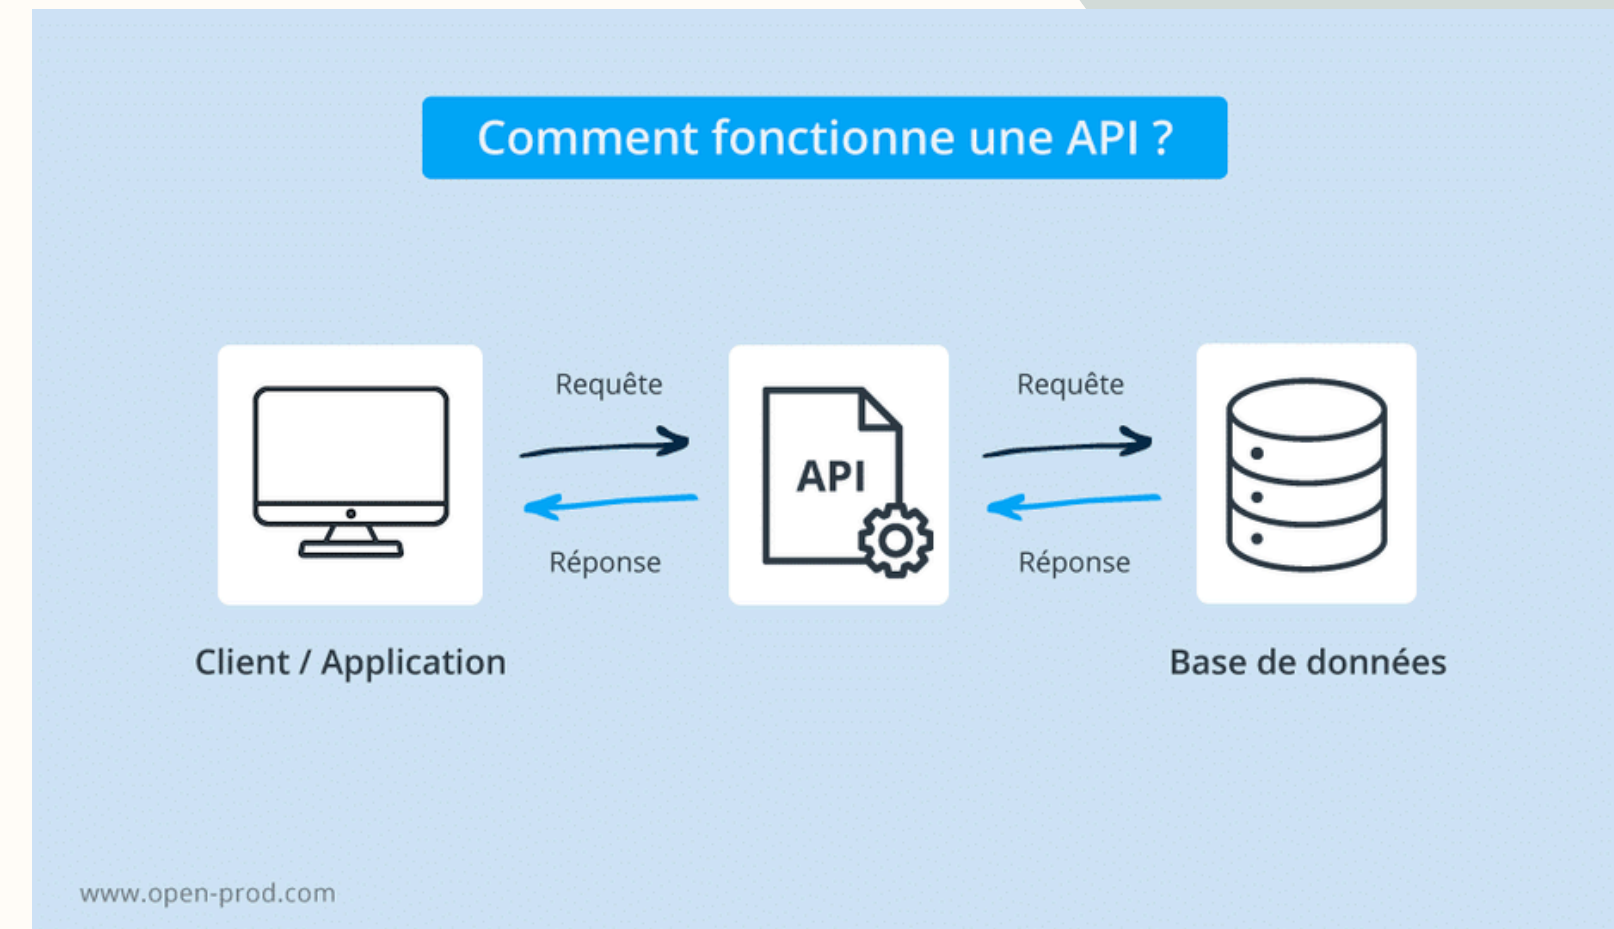 Comment fonctionne une API ?
Requête
Requête
API
Réponse
Réponse
Client / Application
Base de données
www.open-prod.com